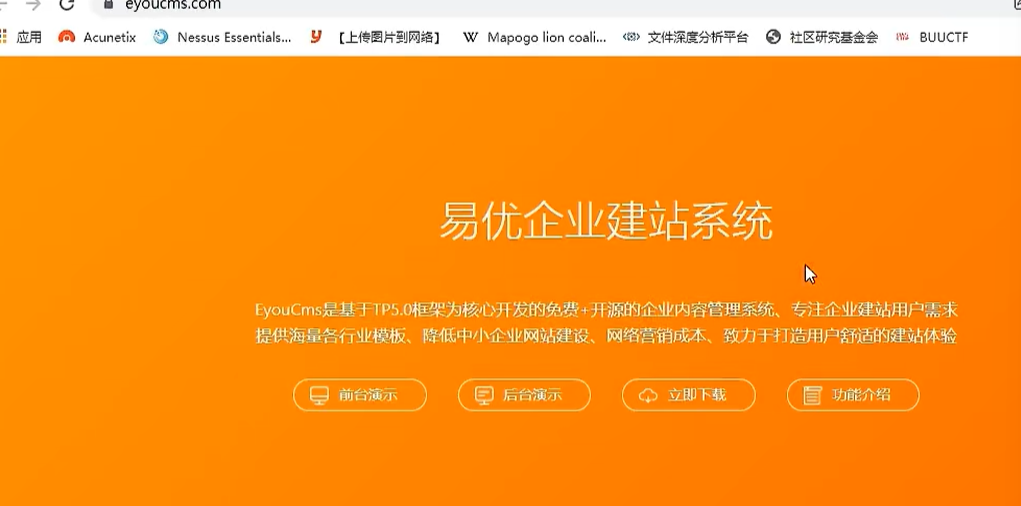 eyoucms.com
应用 Acunetix Nessus Essentials... 【上传图片到网络】 Mapogo lion coali... 文件深度分析平台 社区研究基金会 BUUCTF
易优企业建站系统
EyouCms是基于TP5.0框架为核心开发的免费+开源的企业内容管理系统、专注企业建站用户需求
提供海量各行业模板、降低中小企业网站建设、网络营销成本、致力于打造用户舒适的建站体验
前台演示 后台演示 立即下载 功能介绍